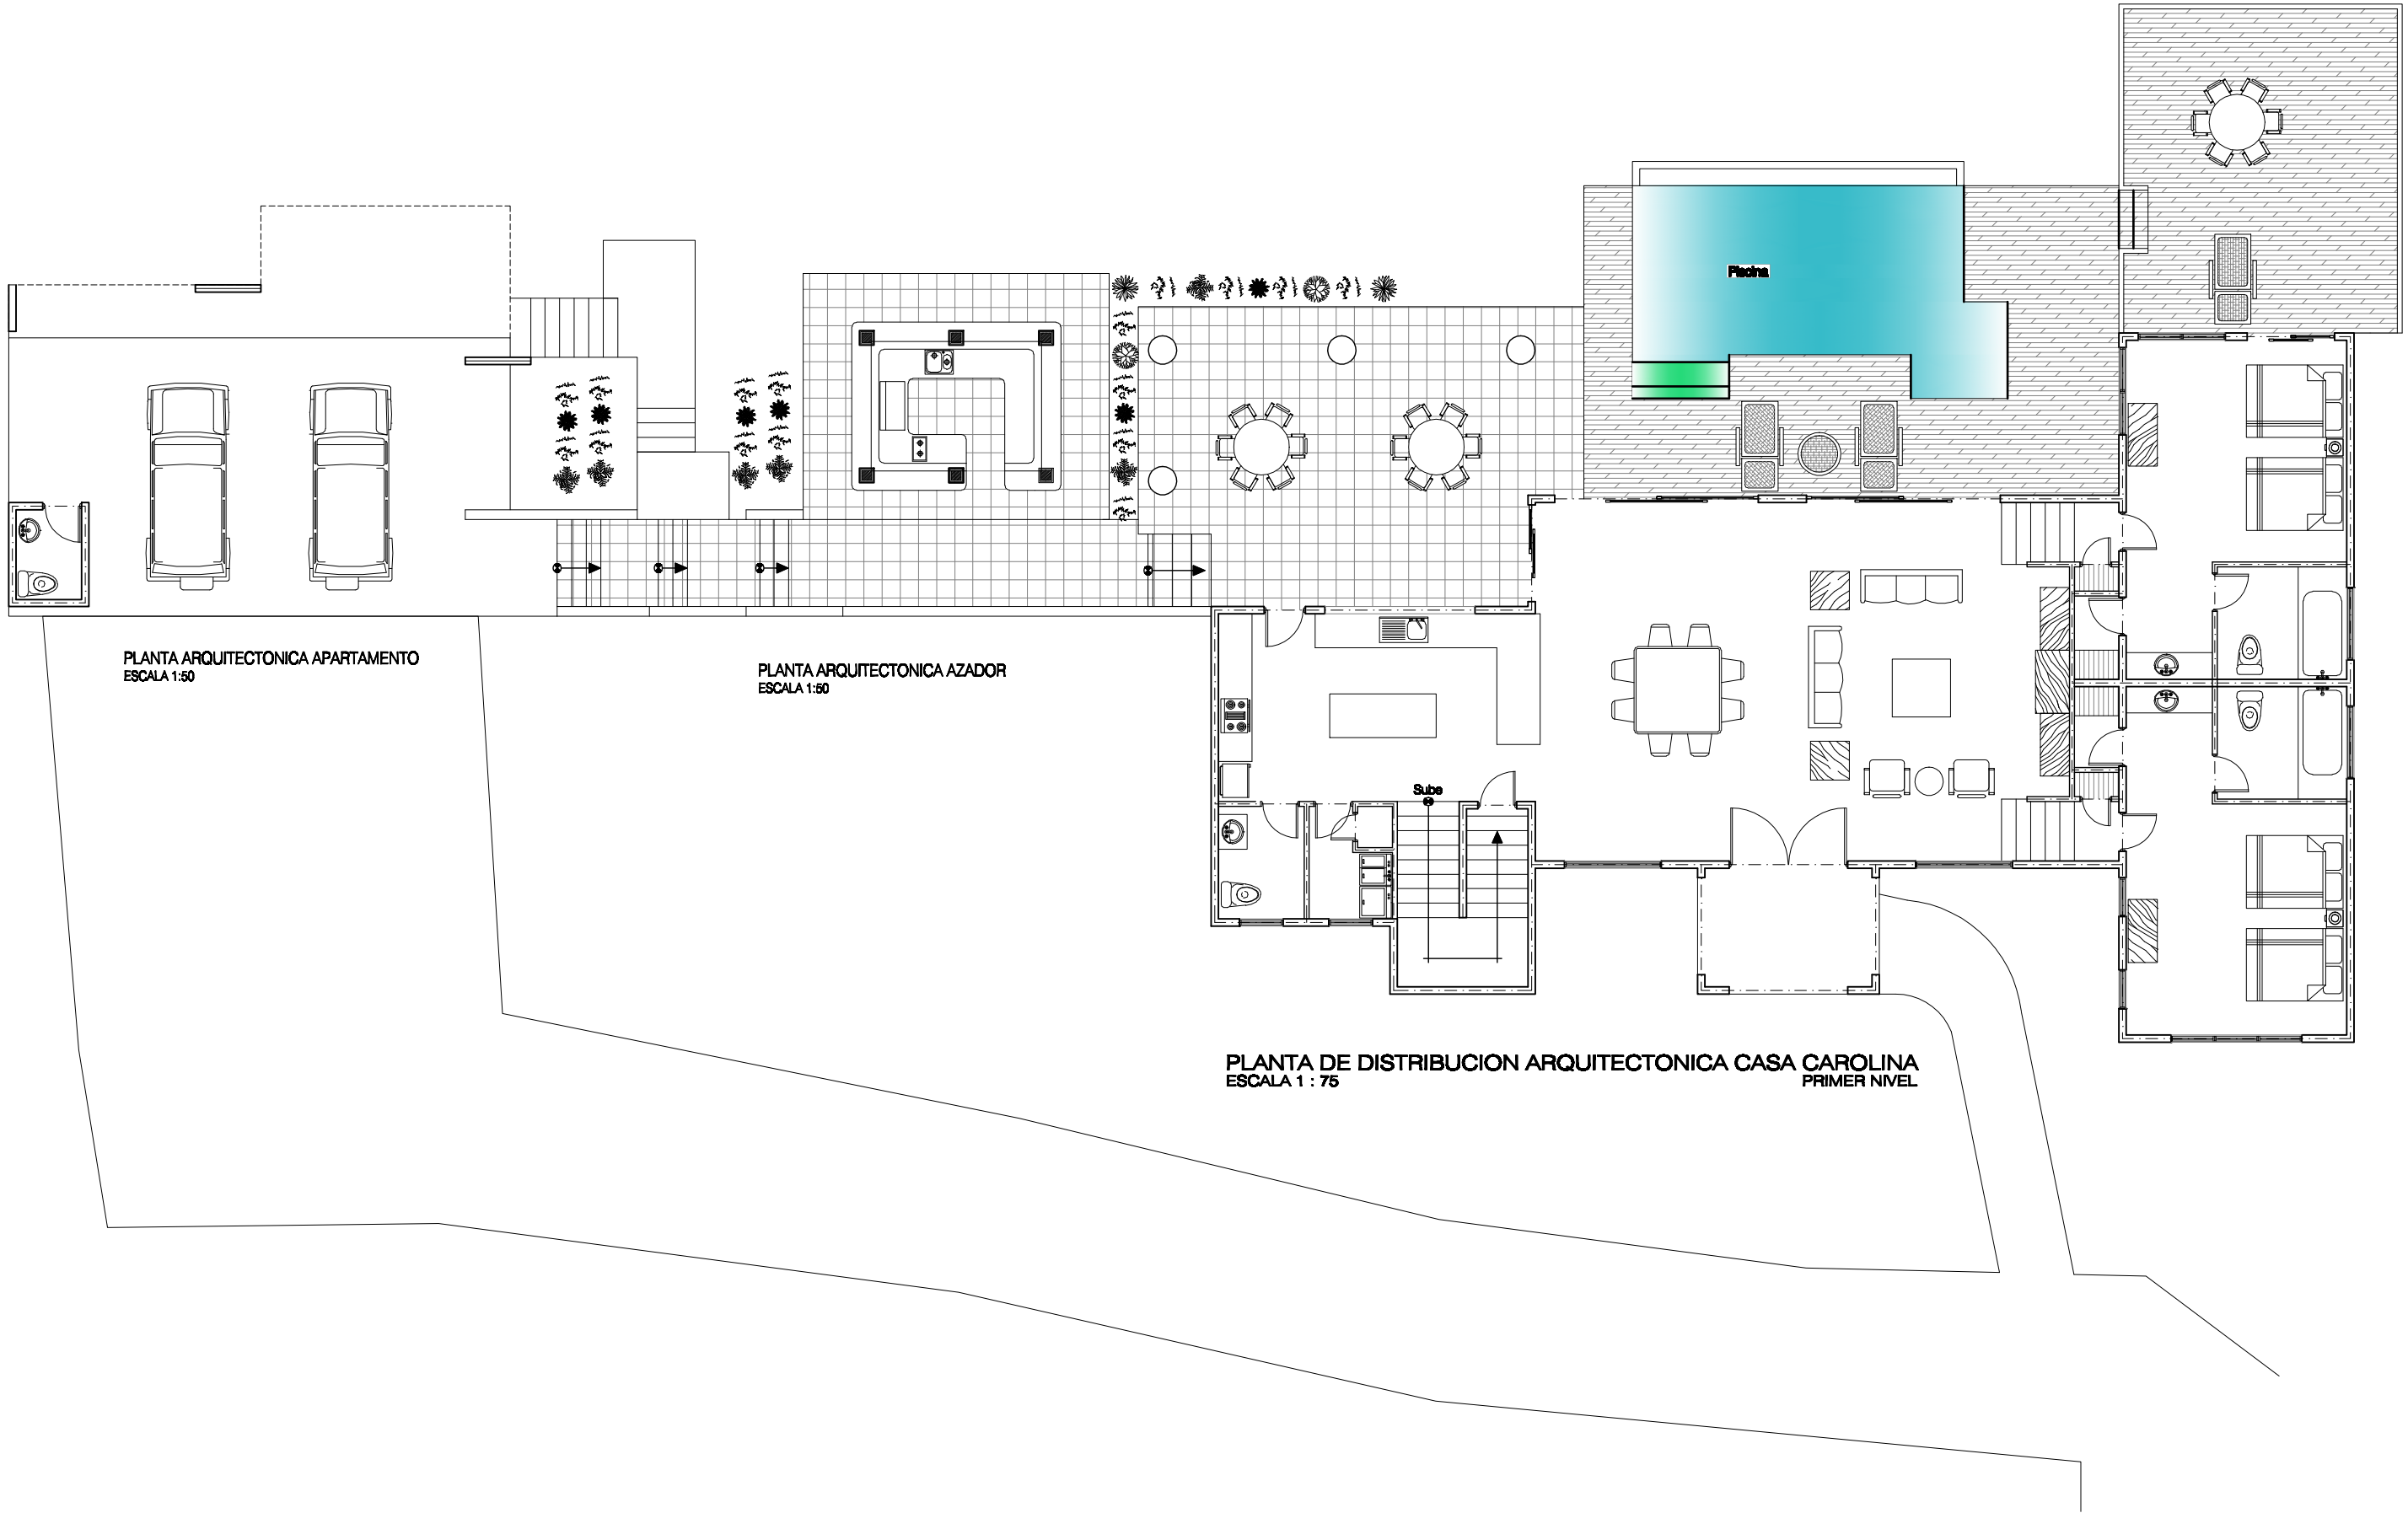 Piscina
PLANTA ARQUITECTONICA APARTAMENTO
ESCALA 1:50
PLANTA ARQUITECTONICA AZADOR
ESCALA 1:50
Sube
PLANTA DE DISTRIBUCION ARQUITECTONICA CASA CAROLINA
ESCALA 1 : 75 PRIMER NIVEL